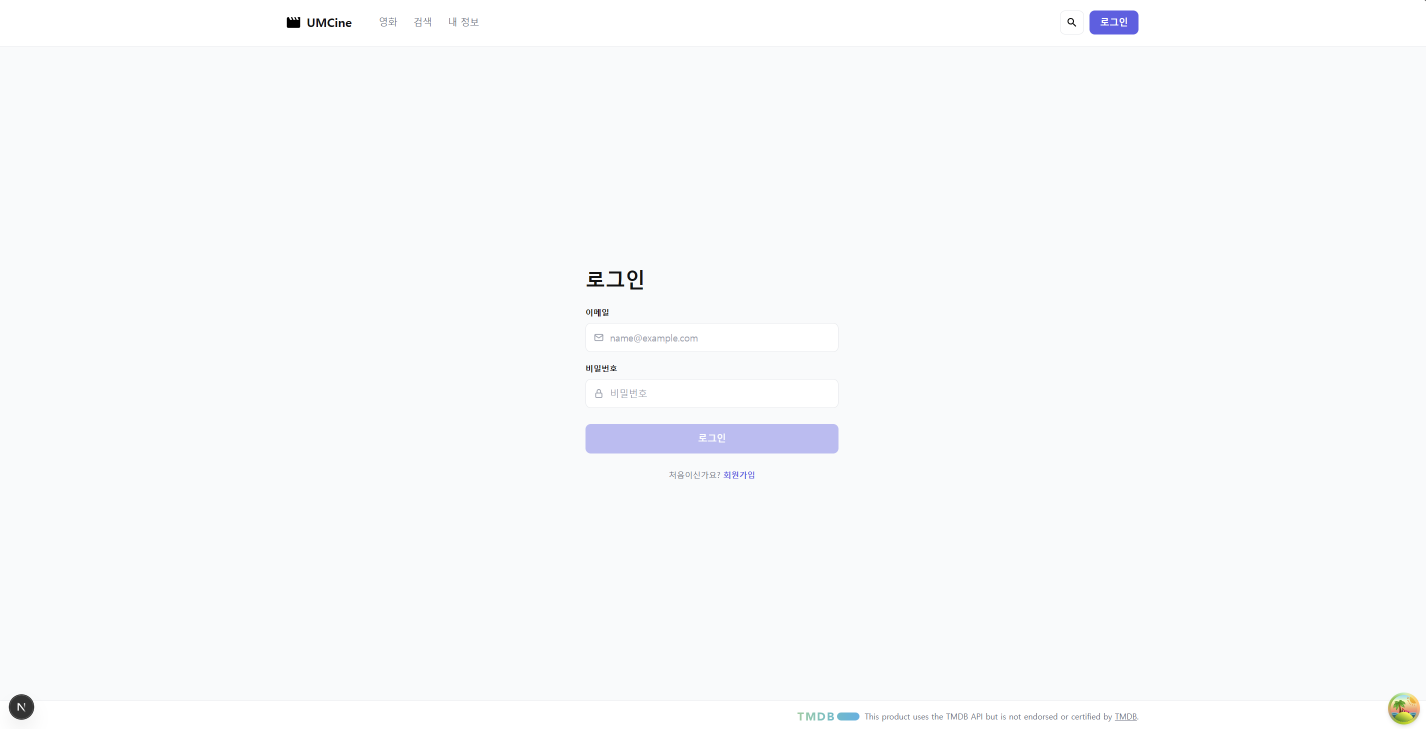 UMCine 영화 검색 내 정보 로그인
로그인
이메일
name@example.com
비밀번호
비밀번호
로그인
처음이신가요? 회원가입
N
TMDB This product uses the TMDB API but is not endorsed or certified by TMDB.